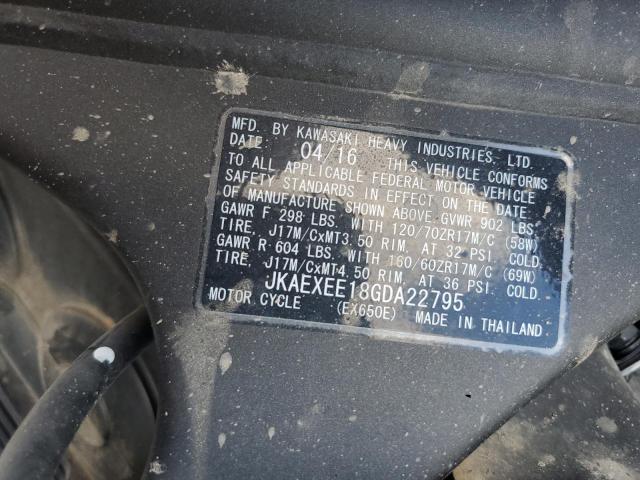 MFD. BY KAWASAKI HEAVY INDUSTRIES, LTD.
DATE 04/16 THIS VEHICLE CONFORMS
TO ALL APPLICABLE FEDERAL MOTOR VEHICLE
SAFETY STANDARDS IN EFFECT ON THE DATE
OF MANUFACTURE SHOWN ABOVE. GVWR 902 LBS.
GAWR F. 298 LBS. WITH 120/70ZR17M/C (58W)
TIRE, J17M/CxMT3.50 RIM, AT 32 PSI COLD.
GAWR R. 604 LBS. WITH 160/60ZR17M/C (69W)
TIRE, J17M/CxMT4.50 RIM, AT 36 PSI COLD.
JKAEXEE18GDA22795
MOTOR CYCLE (EX650E) MADE IN THAILAND